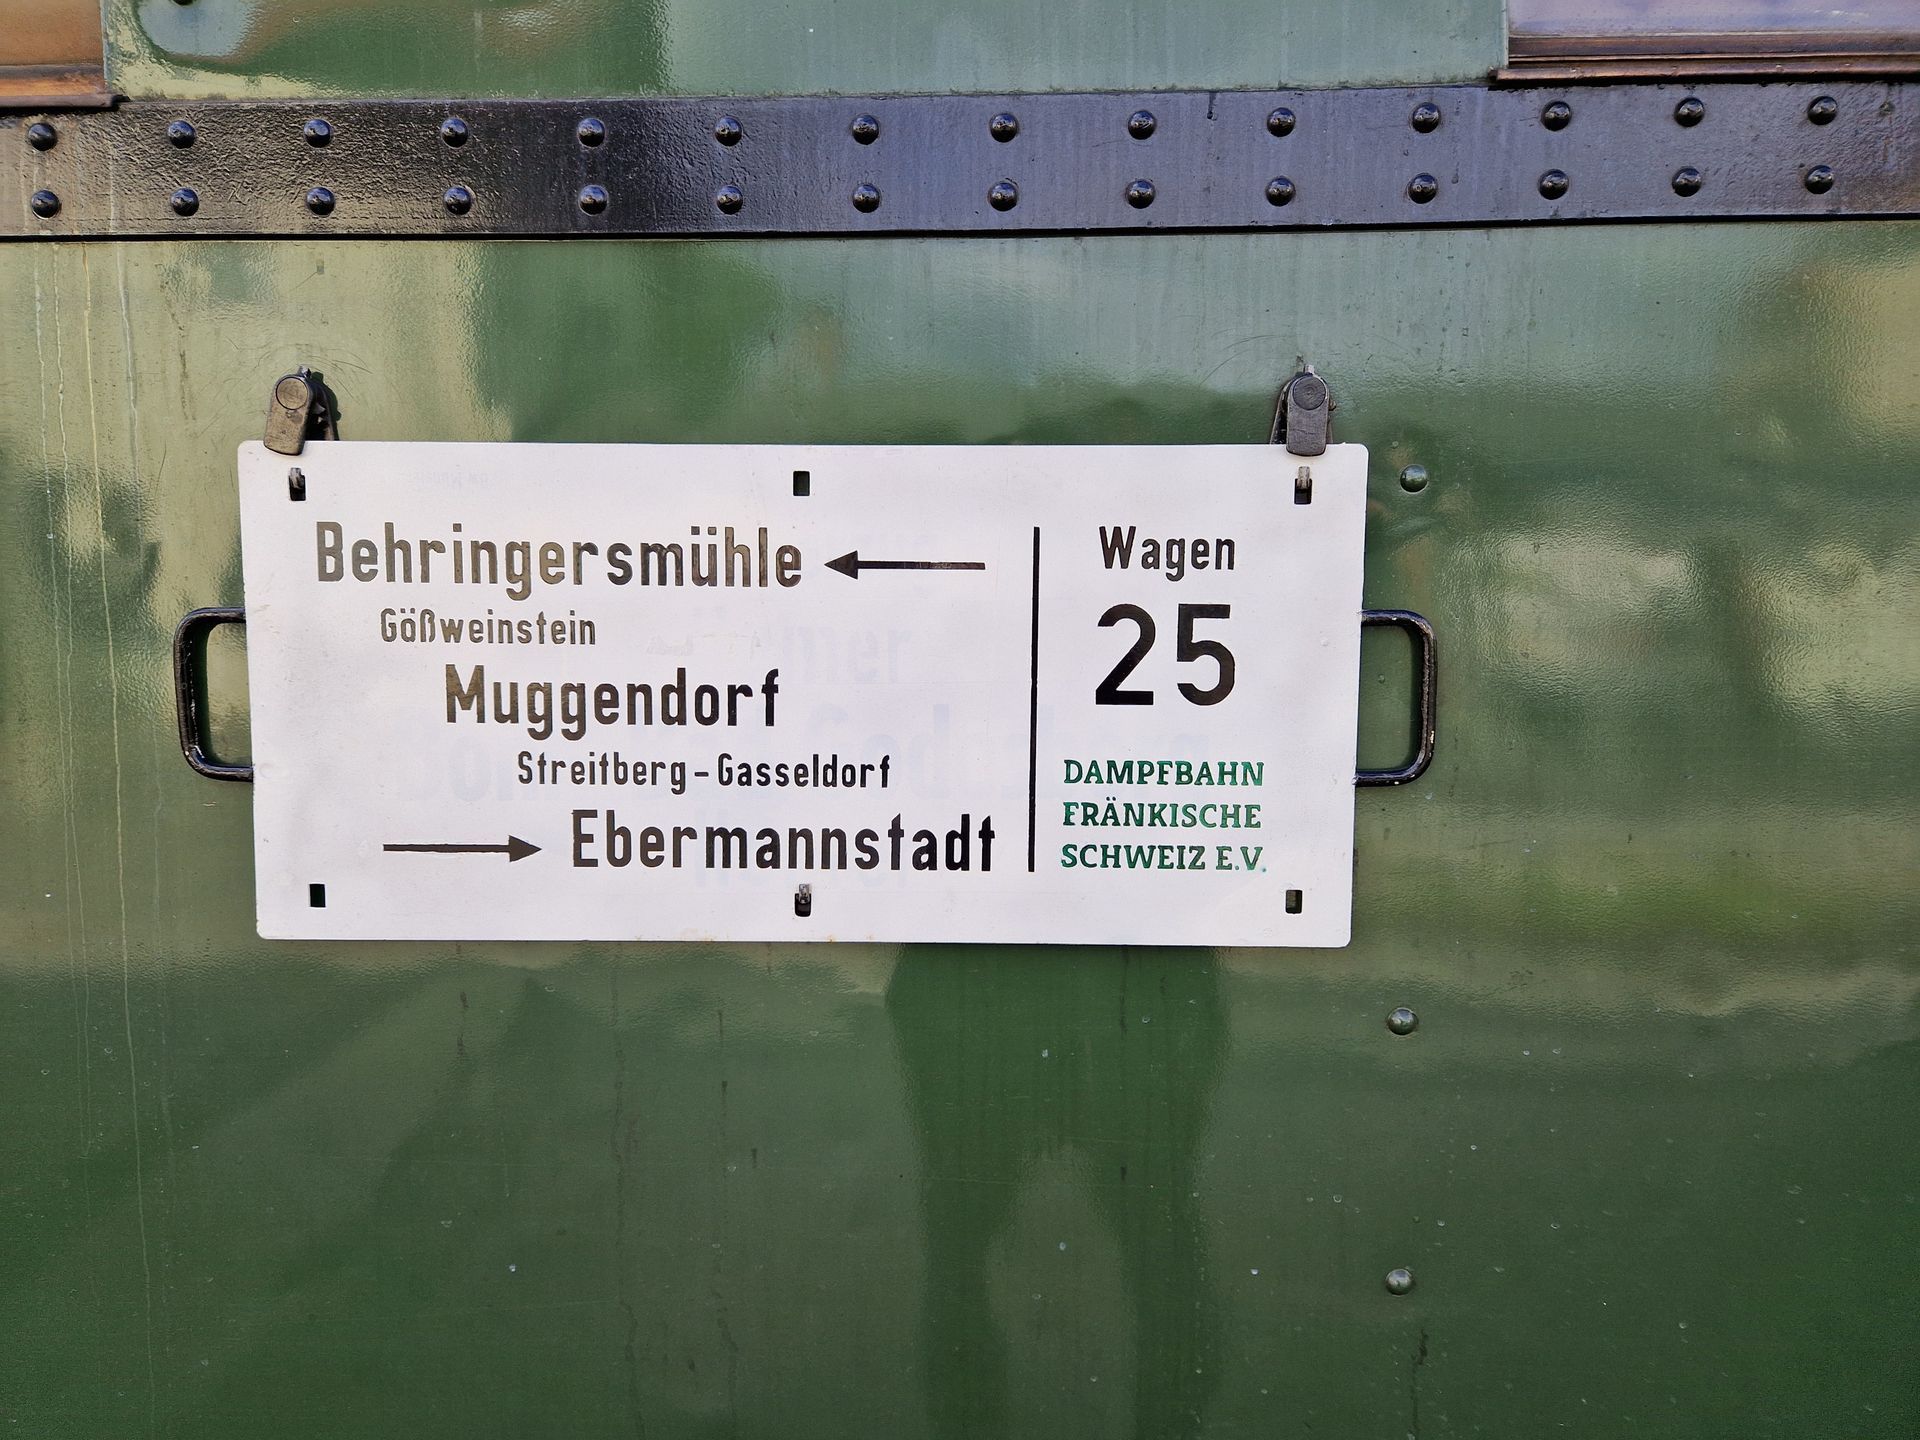 Behringersmühle
Gößweinstein
Muggendorf
Streitberg-Gasseldorf
Ebermannstadt
Wagen
25
DAMPFBAHN
FRÄNKISCHE
SCHWEIZ E.V.